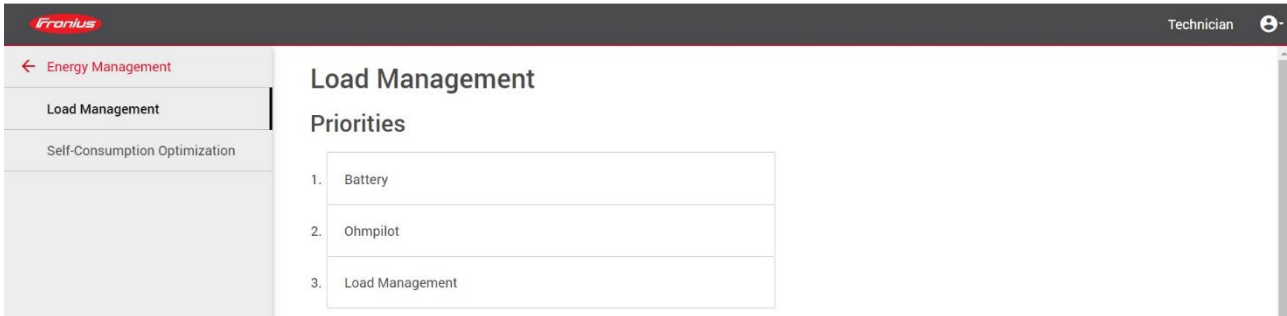 Fronius
Technician
Energy Management
Load Management
Self-Consumption Optimization
Load Management
Priorities
1. Battery
2. Ohmpilot
3. Load Management